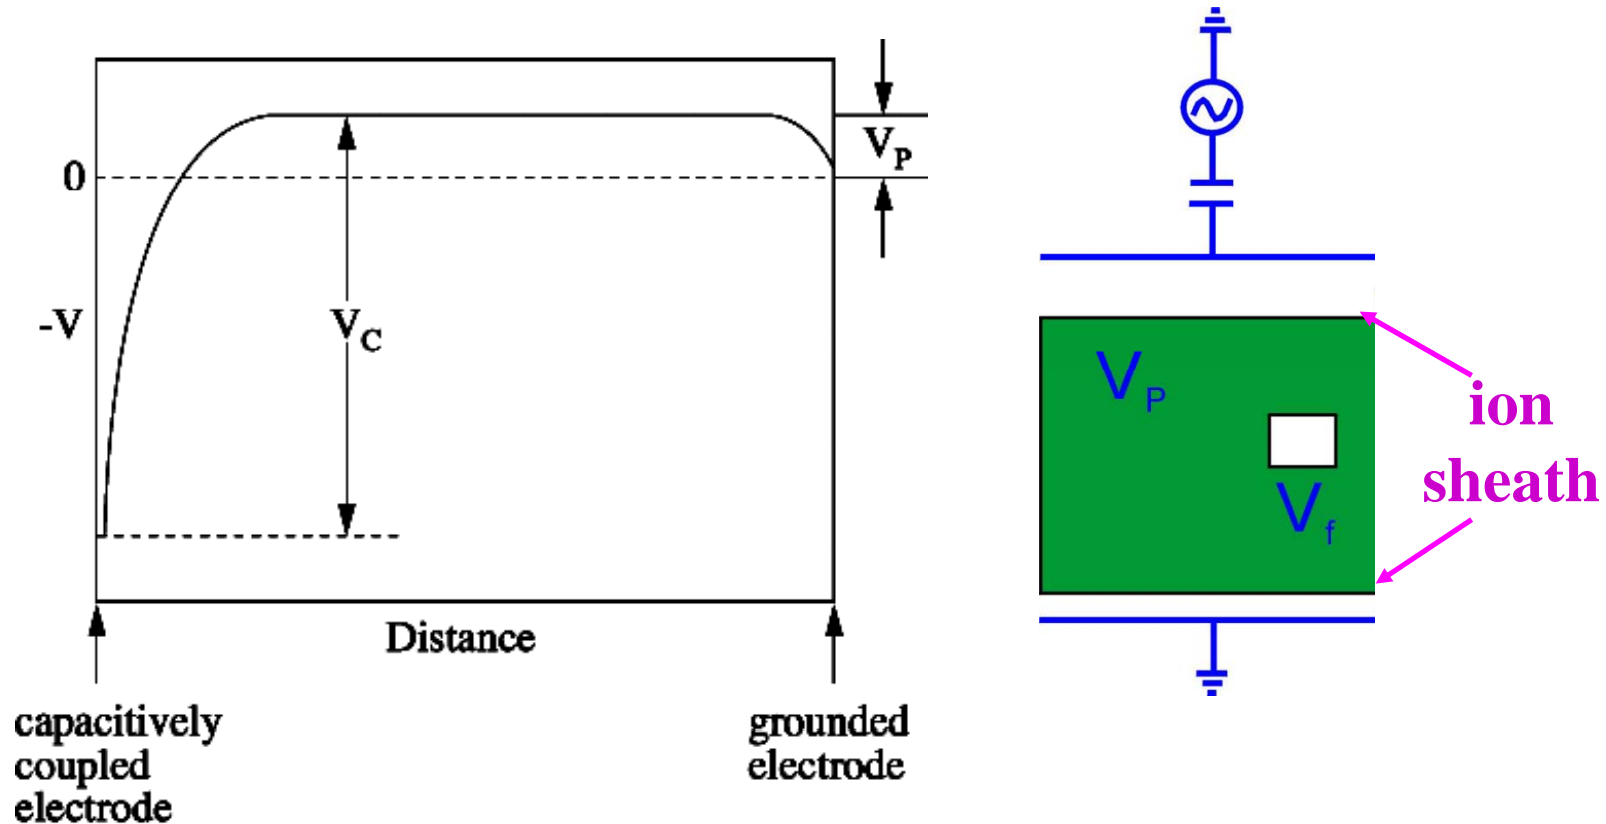 V_P
0
-V
V_C
Distance
capacitively
coupled
electrode
grounded
electrode
V_P
V_f
ion
sheath